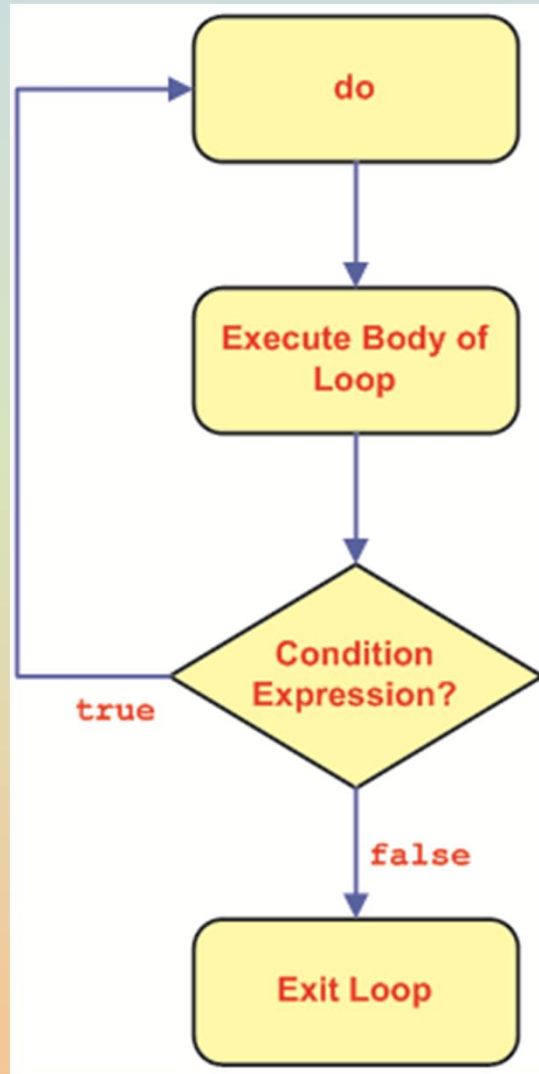 do
Execute Body of
Loop
Condition
Expression?
true
false
Exit Loop